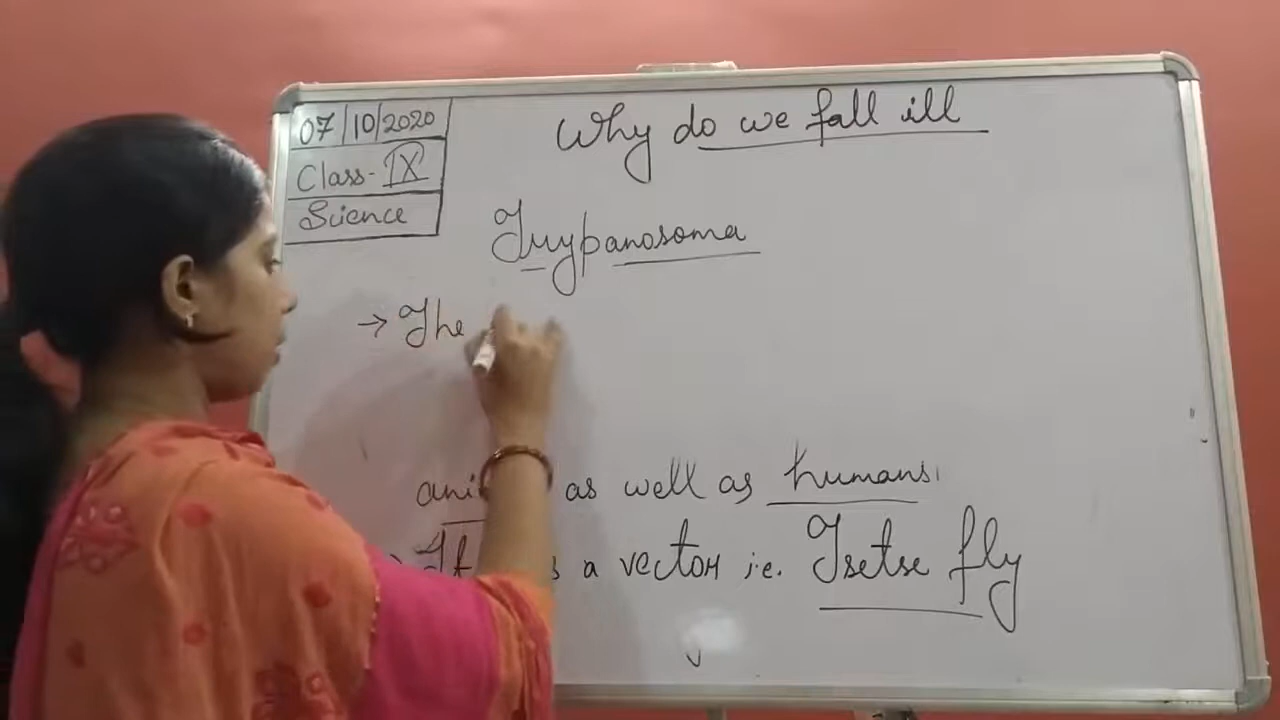 07/10/2020
Class-IX
Science
Why do we fall ill
Trypanosoma
→ The
as well as humans.
a vector i.e. Tsetse fly